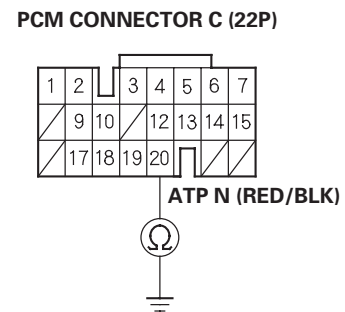 PCM CONNECTOR C (22P)
1 2 3 4 5 6 7
9 10 12 13 14 15
17 18 19 20
ATP N (RED/BLK)
Ω